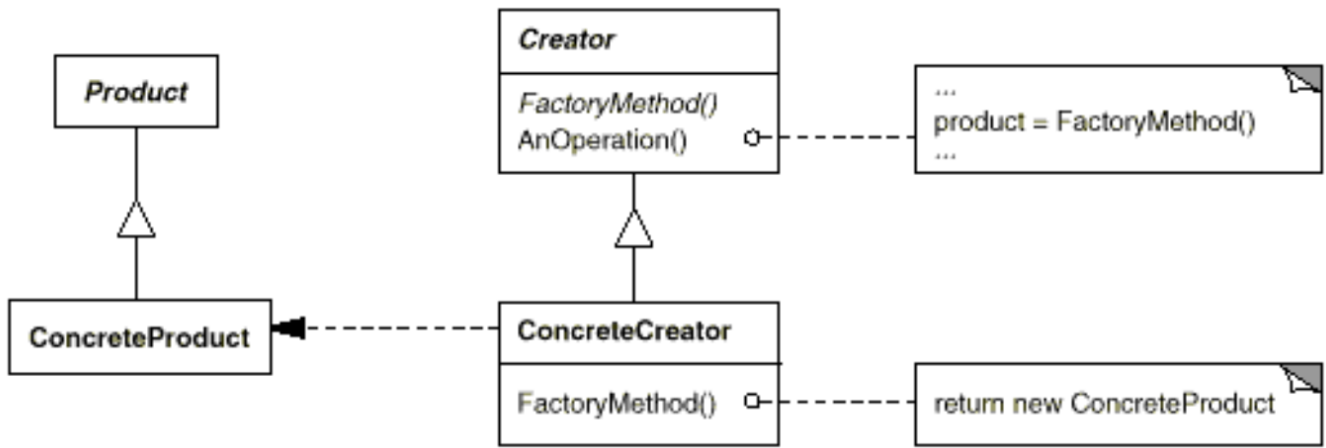 Product
Creator
FactoryMethod()
AnOperation()
...
product = FactoryMethod()
...
ConcreteProduct
ConcreteCreator
FactoryMethod()
return new ConcreteProduct